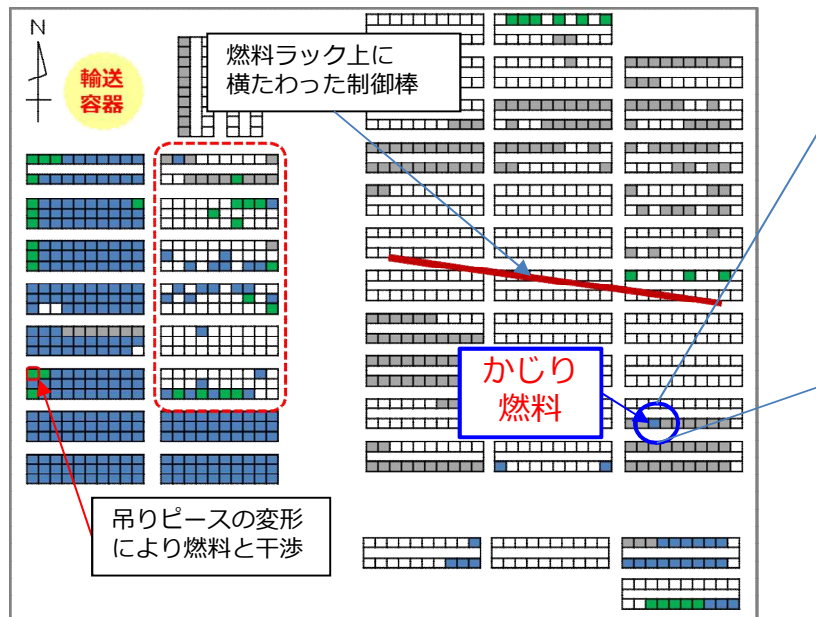 N
輸送
容器
燃料ラック上に
横たわった制御棒
かじり
燃料
吊りピースの変形
により燃料と干渉